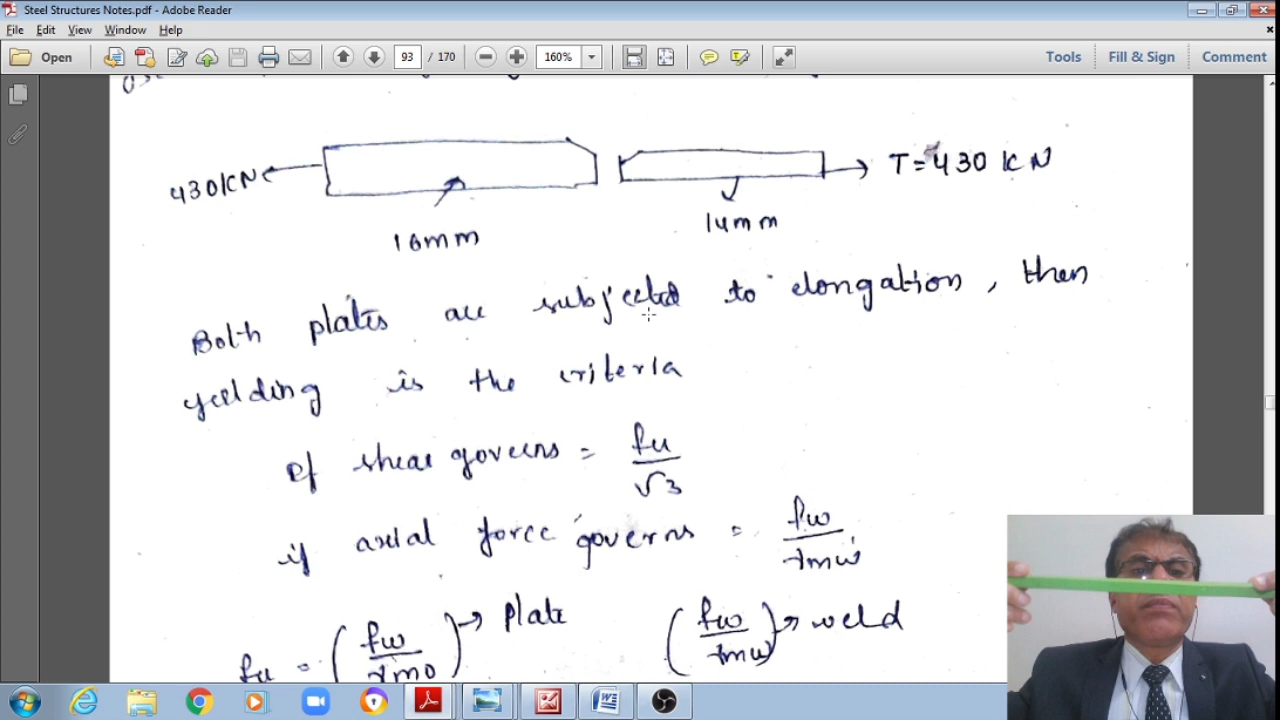 Steel Structures Notes.pdf - Adobe Reader
File Edit View Window Help
Open 93 / 170 160% Tools Fill & Sign Comment
430KN T=430 KN
16mm 14mm
Both plates are subjected to elongation, then
yielding is the criteria
If shear governs = fu/√3
if axial force governs = fw/γmw
fu = (fw/γmo) → Plate (fw/γmw) → weld